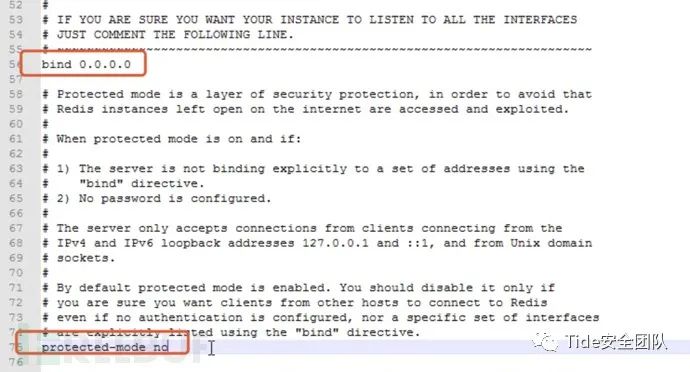 52 #
53 # IF YOU ARE SURE YOU WANT YOUR INSTANCE TO LISTEN TO ALL THE INTERFACES
54 # JUST COMMENT THE FOLLOWING LINE.
55 # ~~~~~~~~~~~~~~~~~~~~~~~~~~~~~~~~~~~~~~~~~~~~~~~~~~~~~~~~~~~~~~~~~~~~~~~~
56 bind 0.0.0.0
57
58 # Protected mode is a layer of security protection, in order to avoid that
59 # Redis instances left open on the internet are accessed and exploited.
60 #
61 # When protected mode is on and if:
62 #
63 # 1) The server is not binding explicitly to a set of addresses using the
64 #    "bind" directive.
65 # 2) No password is configured.
66 #
67 # The server only accepts connections from clients connecting from the
68 # IPv4 and IPv6 loopback addresses 127.0.0.1 and ::1, and from Unix domain
69 # sockets.
70 #
71 # By default protected mode is enabled. You should disable it only if
72 # you are sure you want clients from other hosts to connect to Redis
73 # even if no authentication is configured, nor a specific set of interfaces
74 # are explicitly listed using the "bind" directive.
75 protected-mode no
76
Tide安全团队